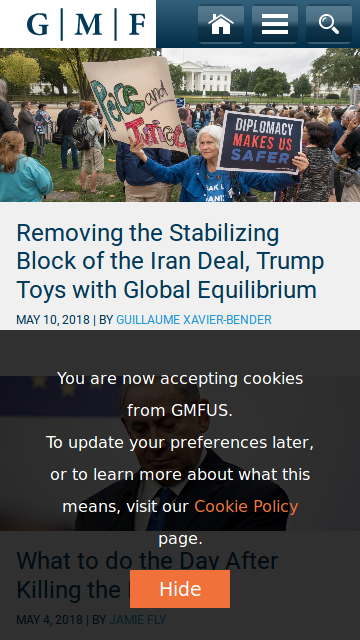 G M F
Peace and
Justice
DIPLOMACY
MAKES US
SAFER
Removing the Stabilizing
Block of the Iran Deal, Trump
Toys with Global Equilibrium
MAY 10, 2018 | BY GUILLAUME XAVIER-BENDER
You are now accepting cookies
from GMFUS.
To update your preferences later,
or to learn more about what this
means, visit our Cookie Policy
page.
What to do the Day After
Killing the
Hide
MAY 4, 2018 | BY JAMIE FLY